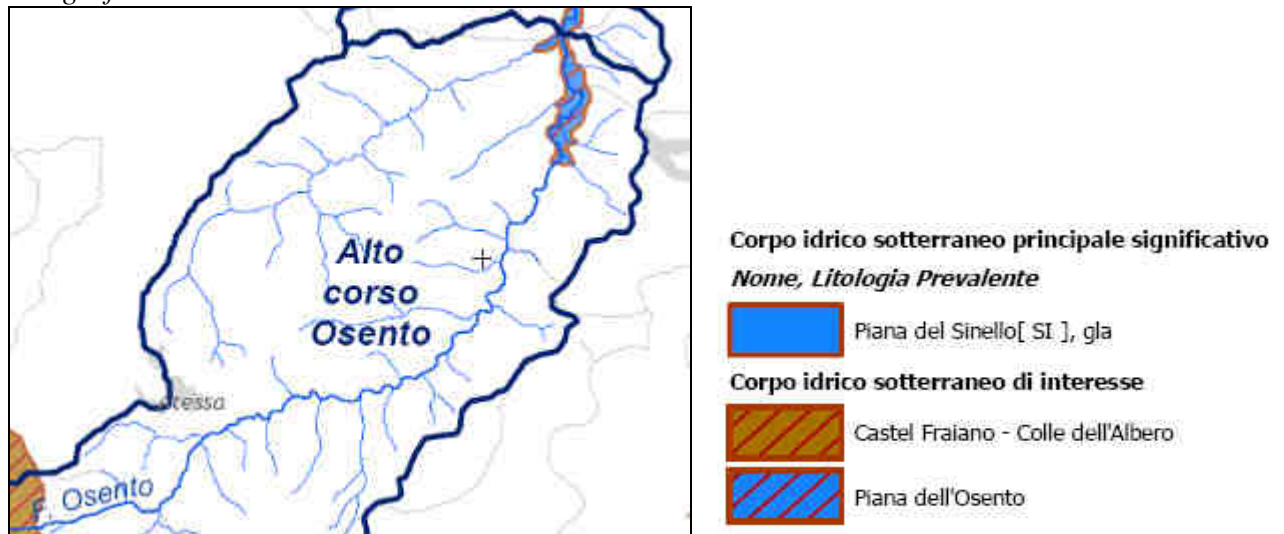 Alto
corso
Osento
Atessa
F. Osento
Corpo idrico sotterraneo principale significativo
Nome, Litologia Prevalente
Piana del Sinello[ SI ], gla
Corpo idrico sotterraneo di interesse
Castel Fraiano - Colle dell'Albero
Piana dell'Osento